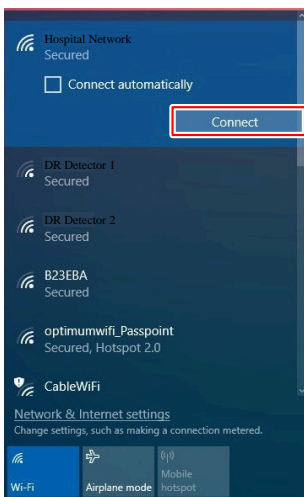 Hospital Network
Secured
Connect automatically
Connect
DR Detector 1
Secured
DR Detector 2
Secured
B23EBA
Secured
optimumwifi_Passpoint
Secured, Hotspot 2.0
CableWiFi
Network & Internet settings
Change settings, such as making a connection metered.
Wi-Fi
Airplane mode
Mobile
hotspot